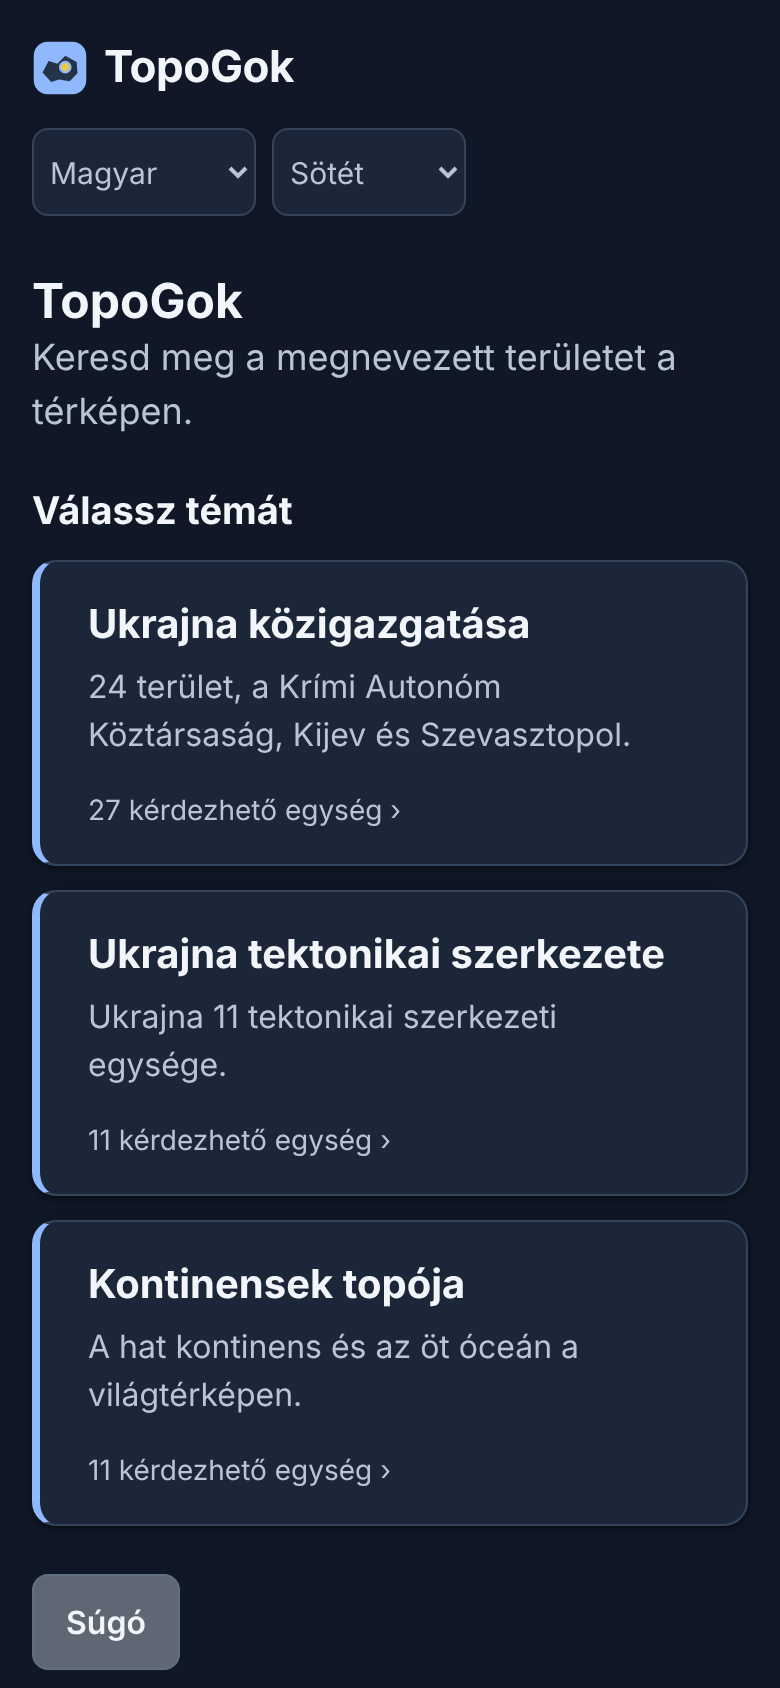 TopoGok
Magyar
Sötét
TopoGok
Keresd meg a megnevezett területet a
térképen.
Válassz témát
Ukrajna közigazgatása
24 terület, a Krími Autonóm
Köztársaság, Kijev és Szevasztopol.
27 kérdezhető egység ›
Ukrajna tektonikai szerkezete
Ukrajna 11 tektonikai szerkezeti
egysége.
11 kérdezhető egység ›
Kontinensek topója
A hat kontinens és az öt óceán a
világtérképen.
11 kérdezhető egység ›
Súgó